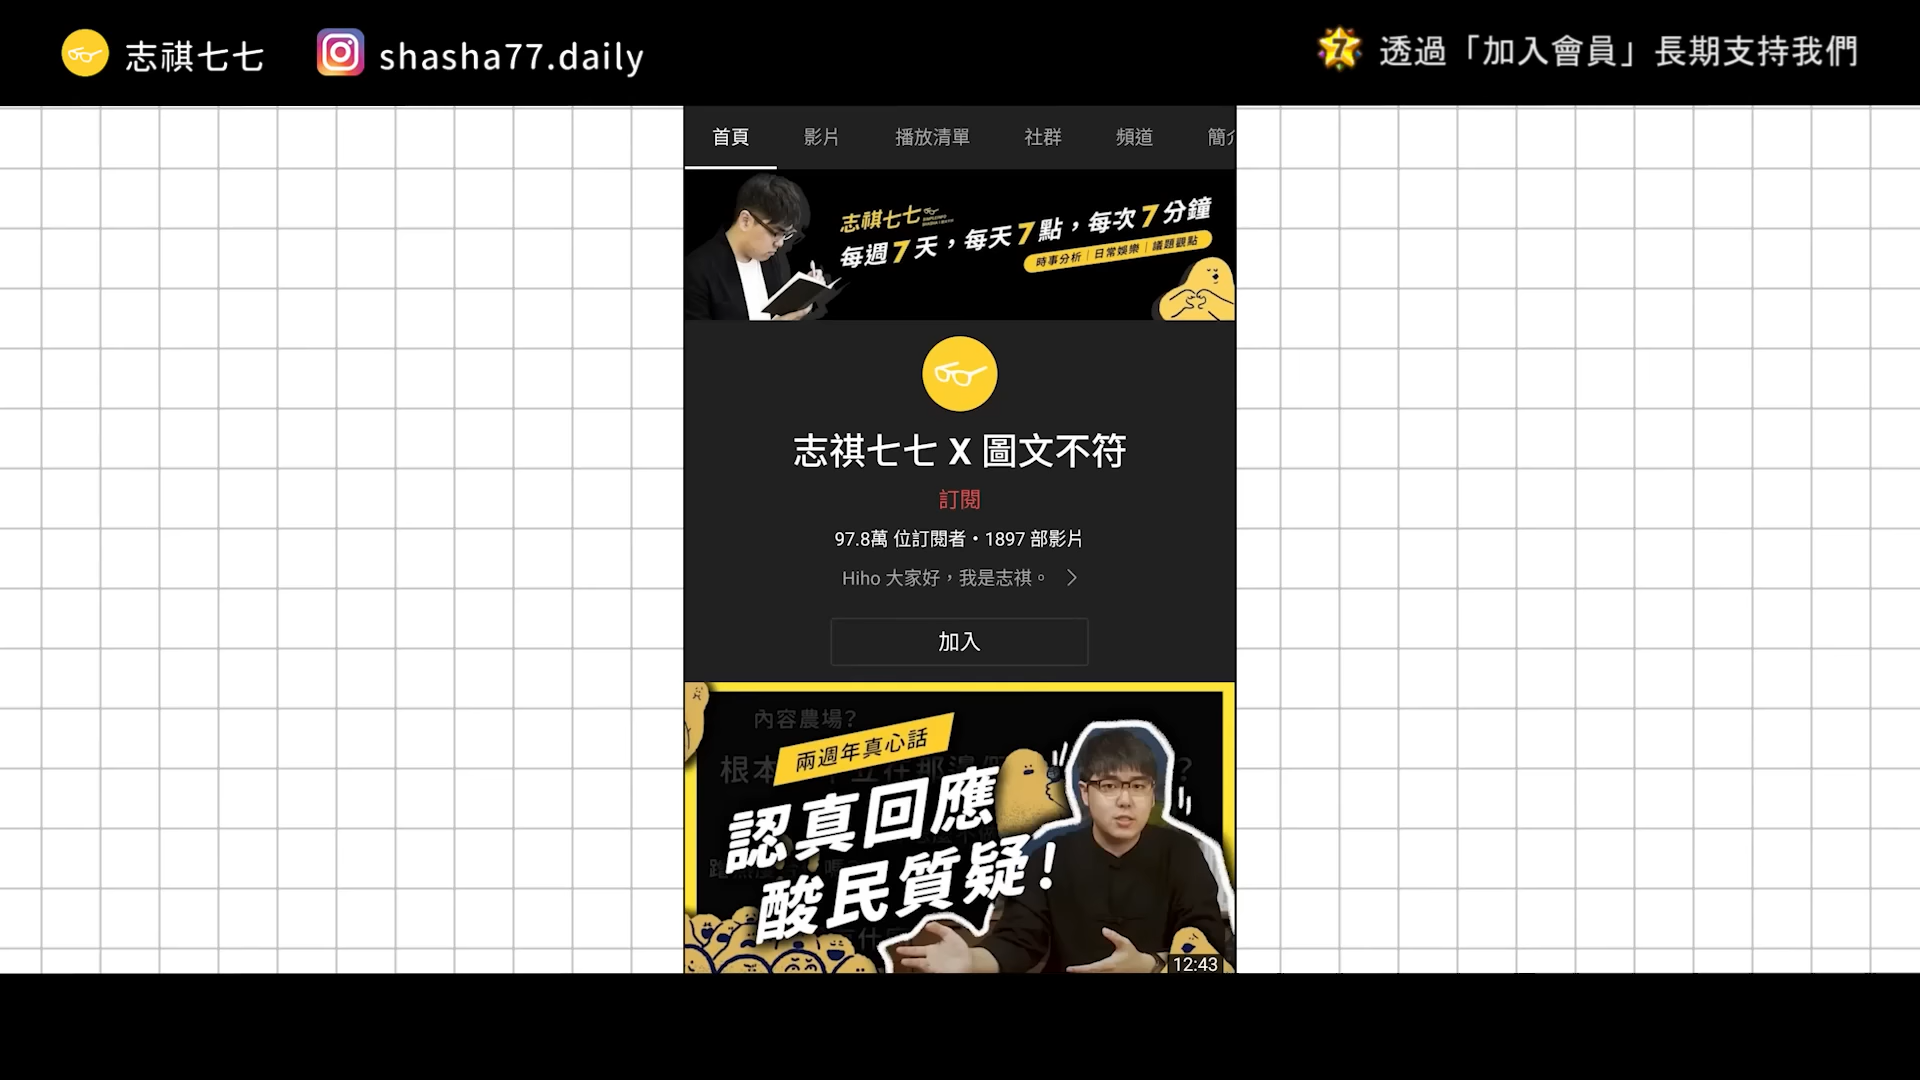 志祺七七
shasha77.daily
透過「加入會員」長期支持我們
首頁 影片 播放清單 社群 頻道 簡介
志祺七七
每週7天，每天7點，每次7分鐘
時事分析｜日常娛樂｜議題觀點
志祺七七 X 圖文不符
訂閱
97.8萬 位訂閱者・1897 部影片
Hiho 大家好，我是志祺。
加入
內容農場？
兩週年真心話
認真回應
酸民質疑！
12:43